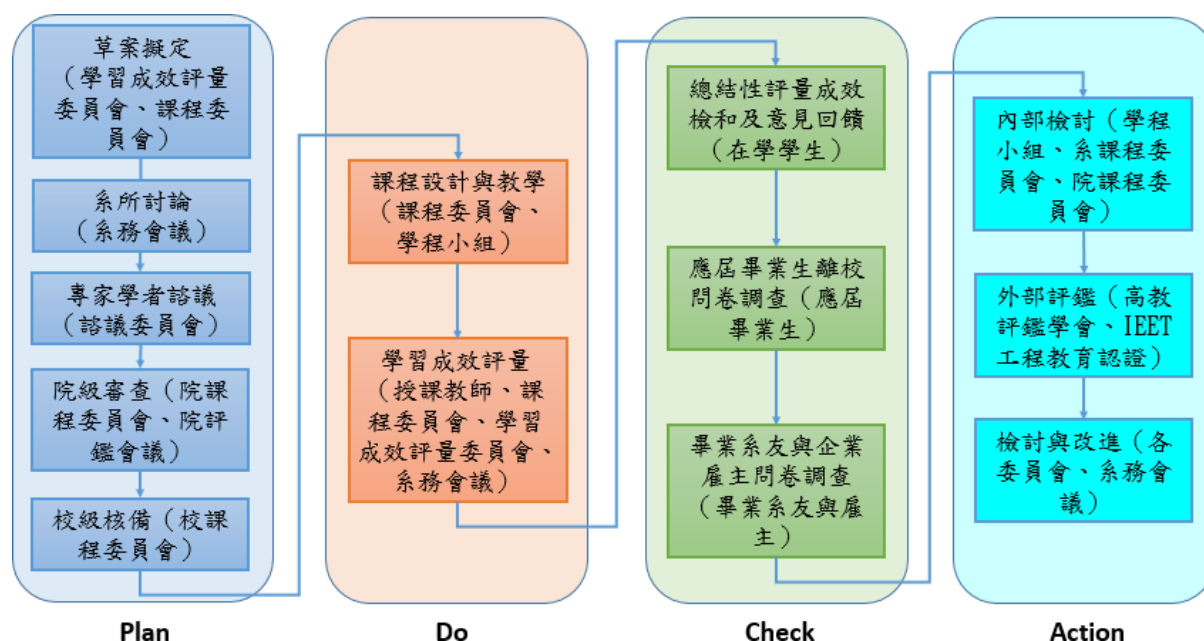 草案擬定
（學習成效評量
委員會、課程委
員會）
系所討論
（系務會議）
專家學者諮議
（諮議委員會）
院級審查（院課
程委員會、院評
鑑會議）
校級核備（校課
程委員會）
Plan
課程設計與教學
（課程委員會、
學程小組）
學習成效評量
（授課教師、課
程委員會、學習
成效評量委員會、
系務會議）
Do
總結性評量成效
檢和及意見回饋
（在學學生）
應屆畢業生離校
問卷調查（應屆
畢業生）
畢業系友與企業
雇主問卷調查
（畢業系友與雇
主）
Check
內部檢討（學程
小組、系課程委
員會、院課程委
員會）
外部評鑑（高教
評鑑學會、IEET
工程教育認證）
檢討與改進（各
委員會、系務會
議）
Action